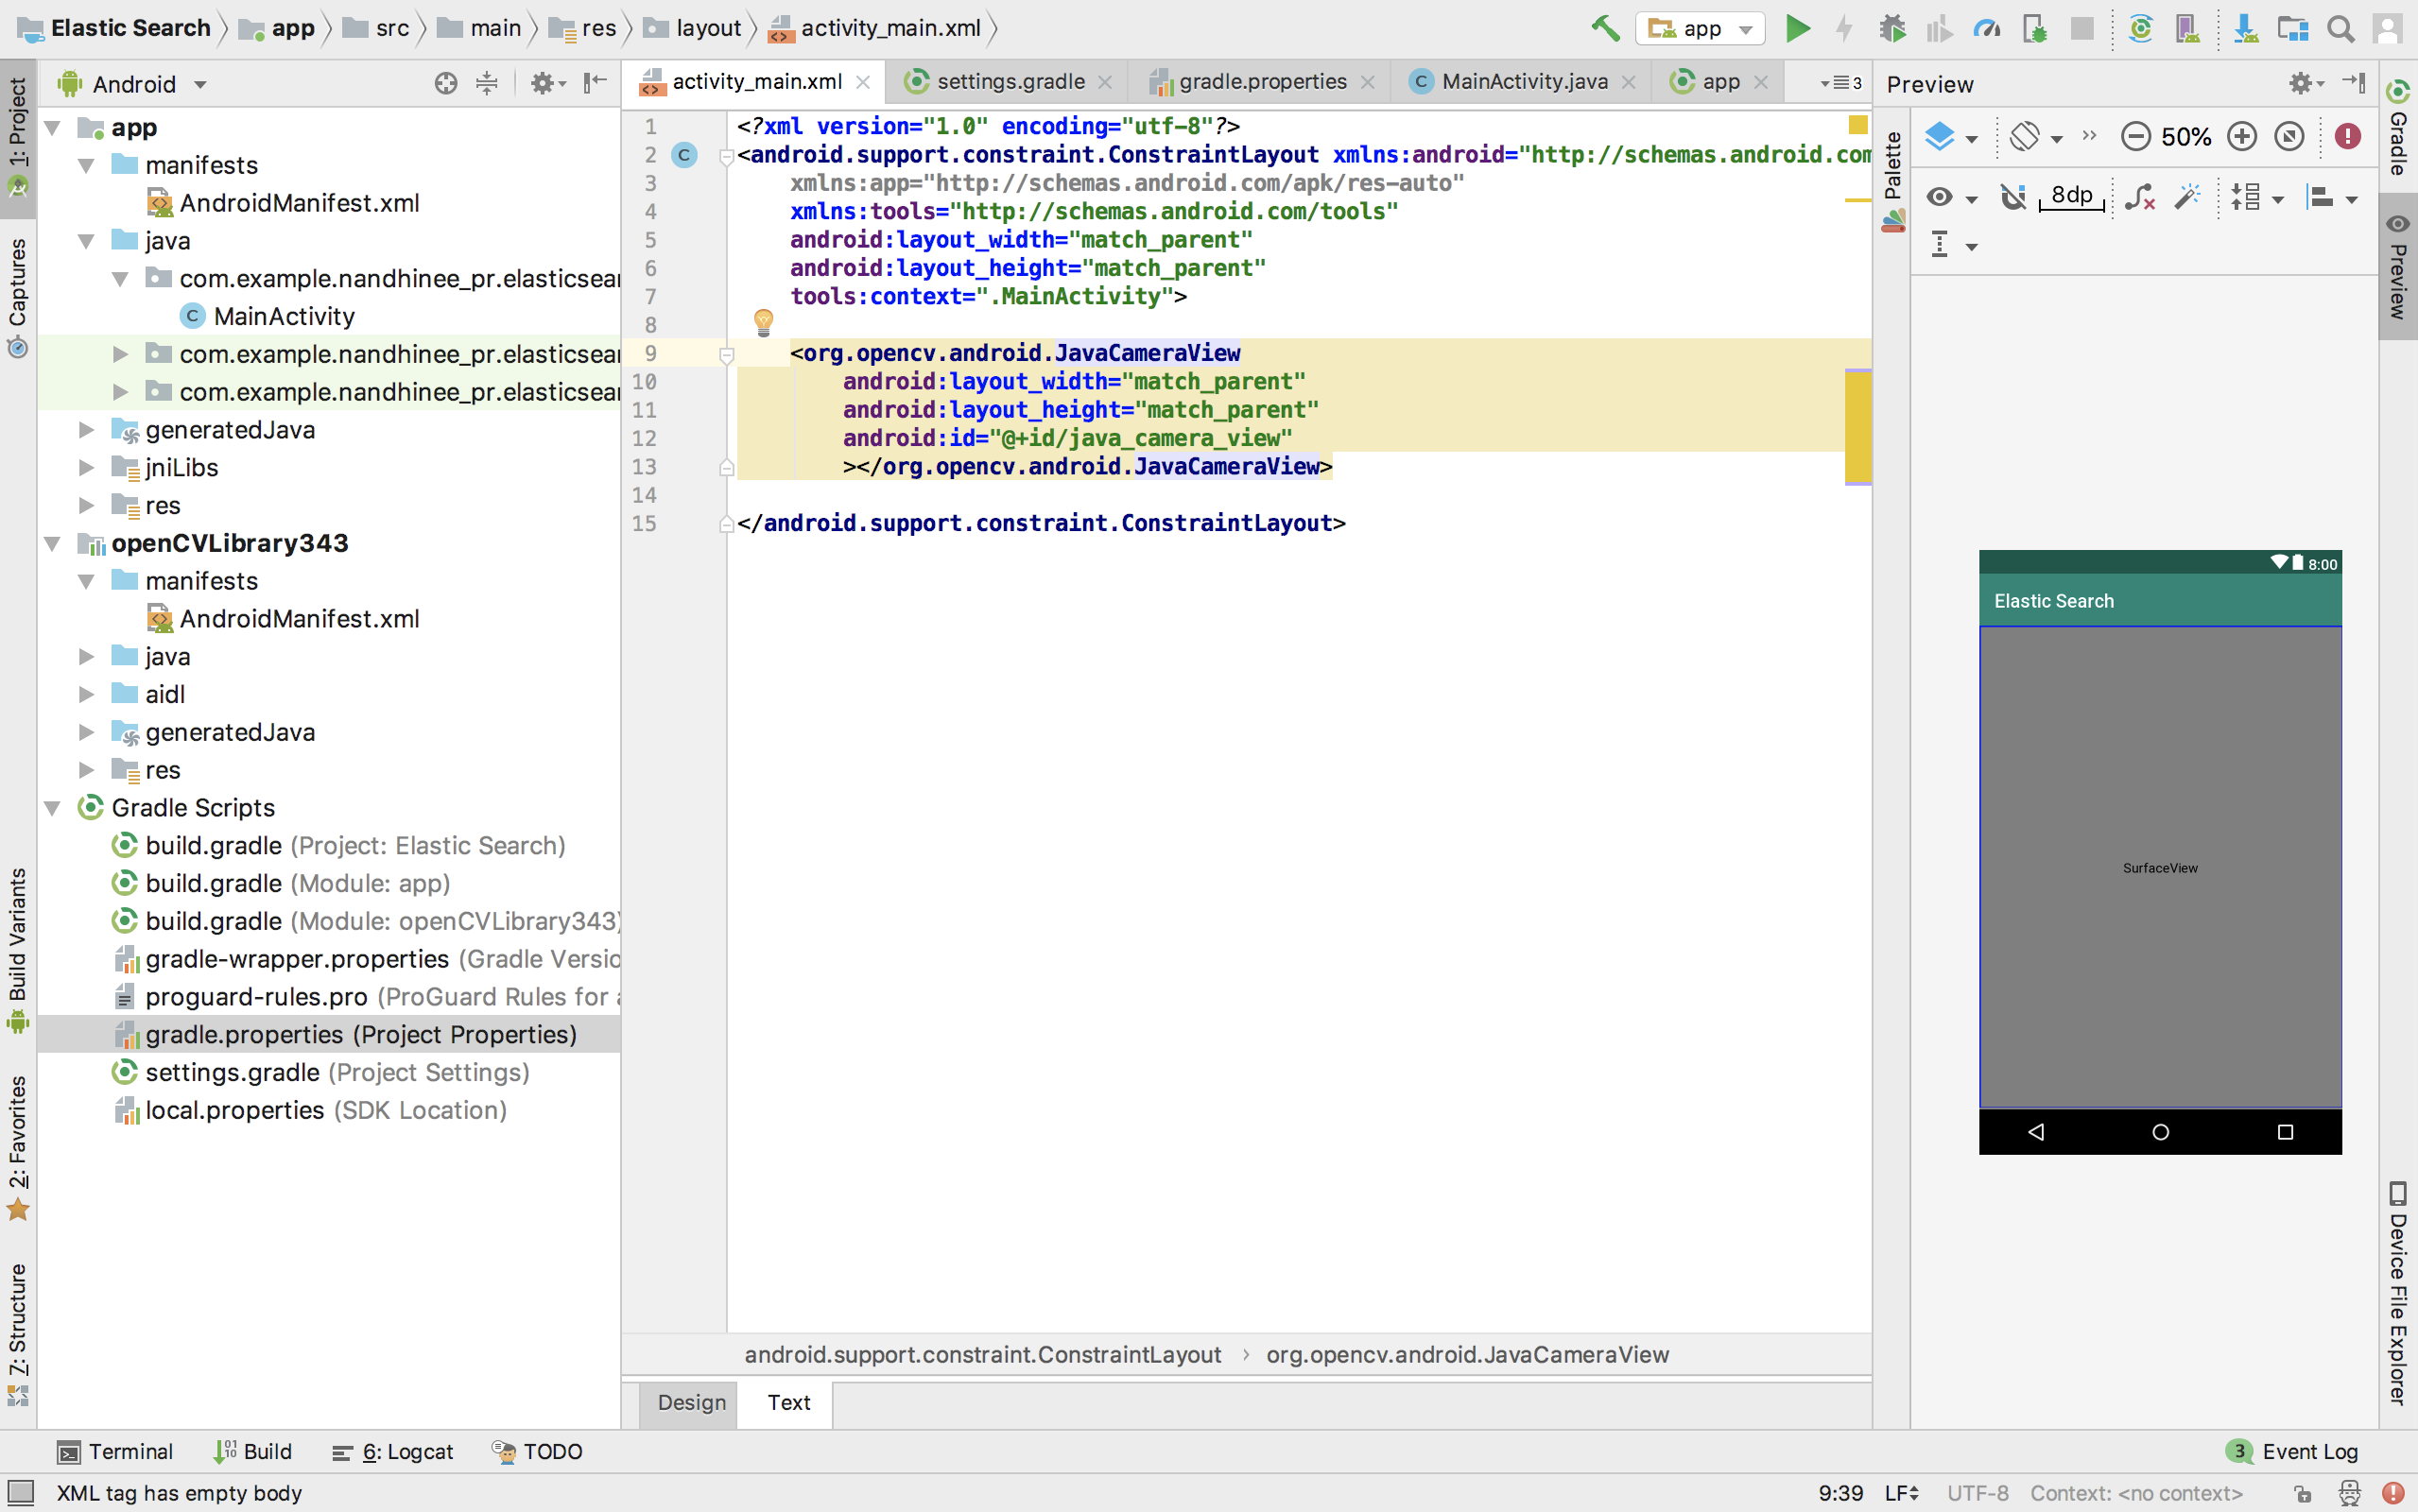 Elastic Search app src main res layout activity_main.xml
app
1: Project
Captures
Build Variants
2: Favorites
7: Structure
Android
app
manifests
AndroidManifest.xml
java
com.example.nandhinee_pr.elasticsear
MainActivity
com.example.nandhinee_pr.elasticsear
com.example.nandhinee_pr.elasticsear
generatedJava
jniLibs
res
openCVLibrary343
manifests
AndroidManifest.xml
java
aidl
generatedJava
res
Gradle Scripts
build.gradle (Project: Elastic Search)
build.gradle (Module: app)
build.gradle (Module: openCVLibrary343)
gradle-wrapper.properties (Gradle Versio
proguard-rules.pro (ProGuard Rules for a
gradle.properties (Project Properties)
settings.gradle (Project Settings)
local.properties (SDK Location)
activity_main.xml settings.gradle gradle.properties MainActivity.java app 3
1 <?xml version="1.0" encoding="utf-8"?>
2 <android.support.constraint.ConstraintLayout xmlns:android="http://schemas.android.com
3 xmlns:app="http://schemas.android.com/apk/res-auto"
4 xmlns:tools="http://schemas.android.com/tools"
5 android:layout_width="match_parent"
6 android:layout_height="match_parent"
7 tools:context=".MainActivity">
8
9 <org.opencv.android.JavaCameraView
10 android:layout_width="match_parent"
11 android:layout_height="match_parent"
12 android:id="@+id/java_camera_view"
13 ></org.opencv.android.JavaCameraView>
14
15 </android.support.constraint.ConstraintLayout>
android.support.constraint.ConstraintLayout › org.opencv.android.JavaCameraView
Design Text
Preview
Palette
50%
8dp
8:00
Elastic Search
SurfaceView
Gradle
Preview
Device File Explorer
Terminal Build 6: Logcat TODO
3 Event Log
XML tag has empty body
9:39 LF UTF-8 Context: <no context>